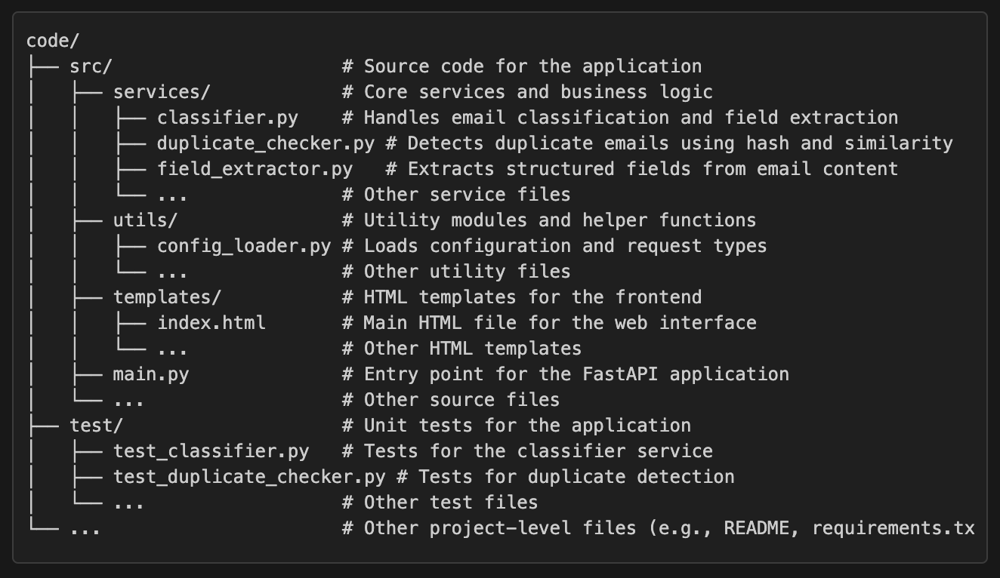 code/
├── src/                     # Source code for the application
│   ├── services/            # Core services and business logic
│   │   ├── classifier.py    # Handles email classification and field extraction
│   │   ├── duplicate_checker.py # Detects duplicate emails using hash and similarity
│   │   ├── field_extractor.py   # Extracts structured fields from email content
│   │   └── ...              # Other service files
│   ├── utils/               # Utility modules and helper functions
│   │   ├── config_loader.py # Loads configuration and request types
│   │   └── ...              # Other utility files
│   ├── templates/           # HTML templates for the frontend
│   │   ├── index.html       # Main HTML file for the web interface
│   │   └── ...              # Other HTML templates
│   ├── main.py              # Entry point for the FastAPI application
│   └── ...                  # Other source files
├── test/                    # Unit tests for the application
│   ├── test_classifier.py   # Tests for the classifier service
│   ├── test_duplicate_checker.py # Tests for duplicate detection
│   └── ...                  # Other test files
└── ...                      # Other project-level files (e.g., README, requirements.tx